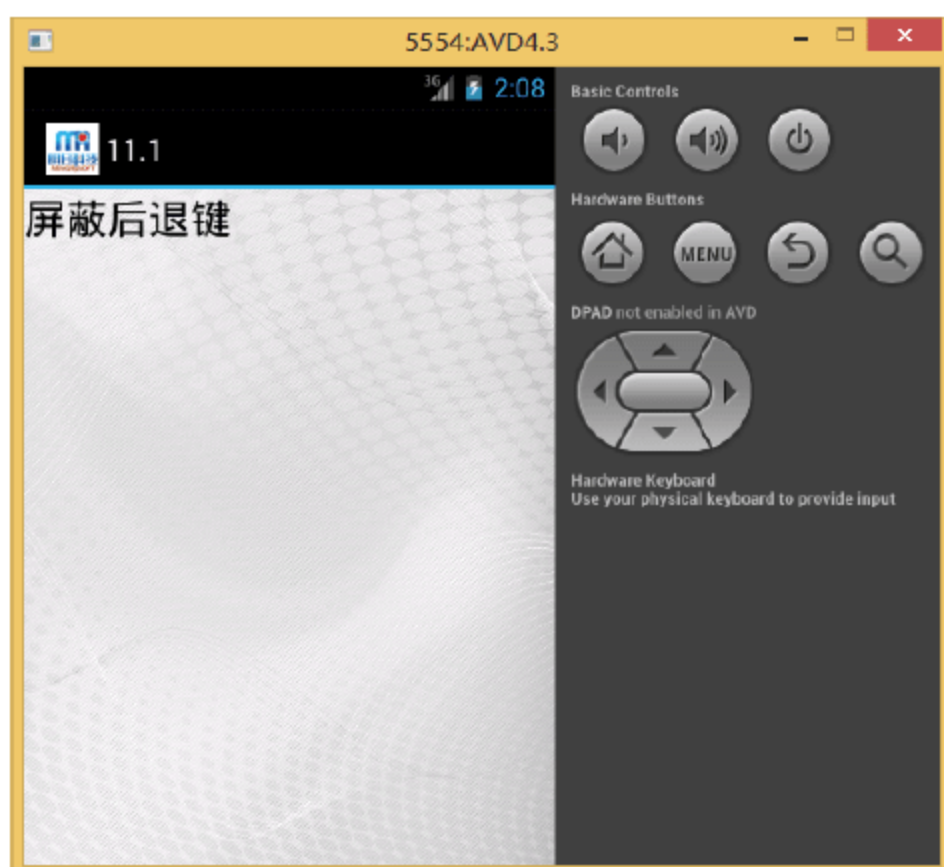 5554:AVD4.3
3G 2:08
11.1
屏蔽后退键
Basic Controls
Hardware Buttons
MENU
DPAD not enabled in AVD
Hardware Keyboard
Use your physical keyboard to provide input